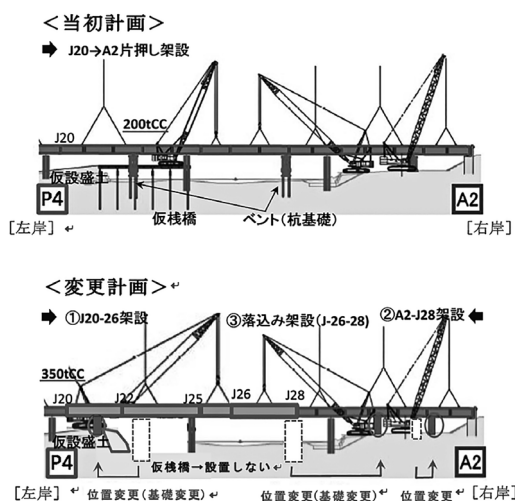 ＜当初計画＞
➡ J20→A2片押し架設
200tCC
J20
仮設盛土
P4
仮桟橋
ベント(杭基礎)
A2
[左岸] ↵
[右岸]
＜変更計画＞↵
➡ ①J20-26架設
③落込み架設(J-26-28)
②A2-J28架設 ⬅
350tCC
J20
J22
J25
J26
J28
仮設盛土
P4
仮桟橋→設置しない↵
A2
[左岸] ↵
位置変更(基礎変更)↵
位置変更(基礎変更)↵
位置変更↵
[右岸]